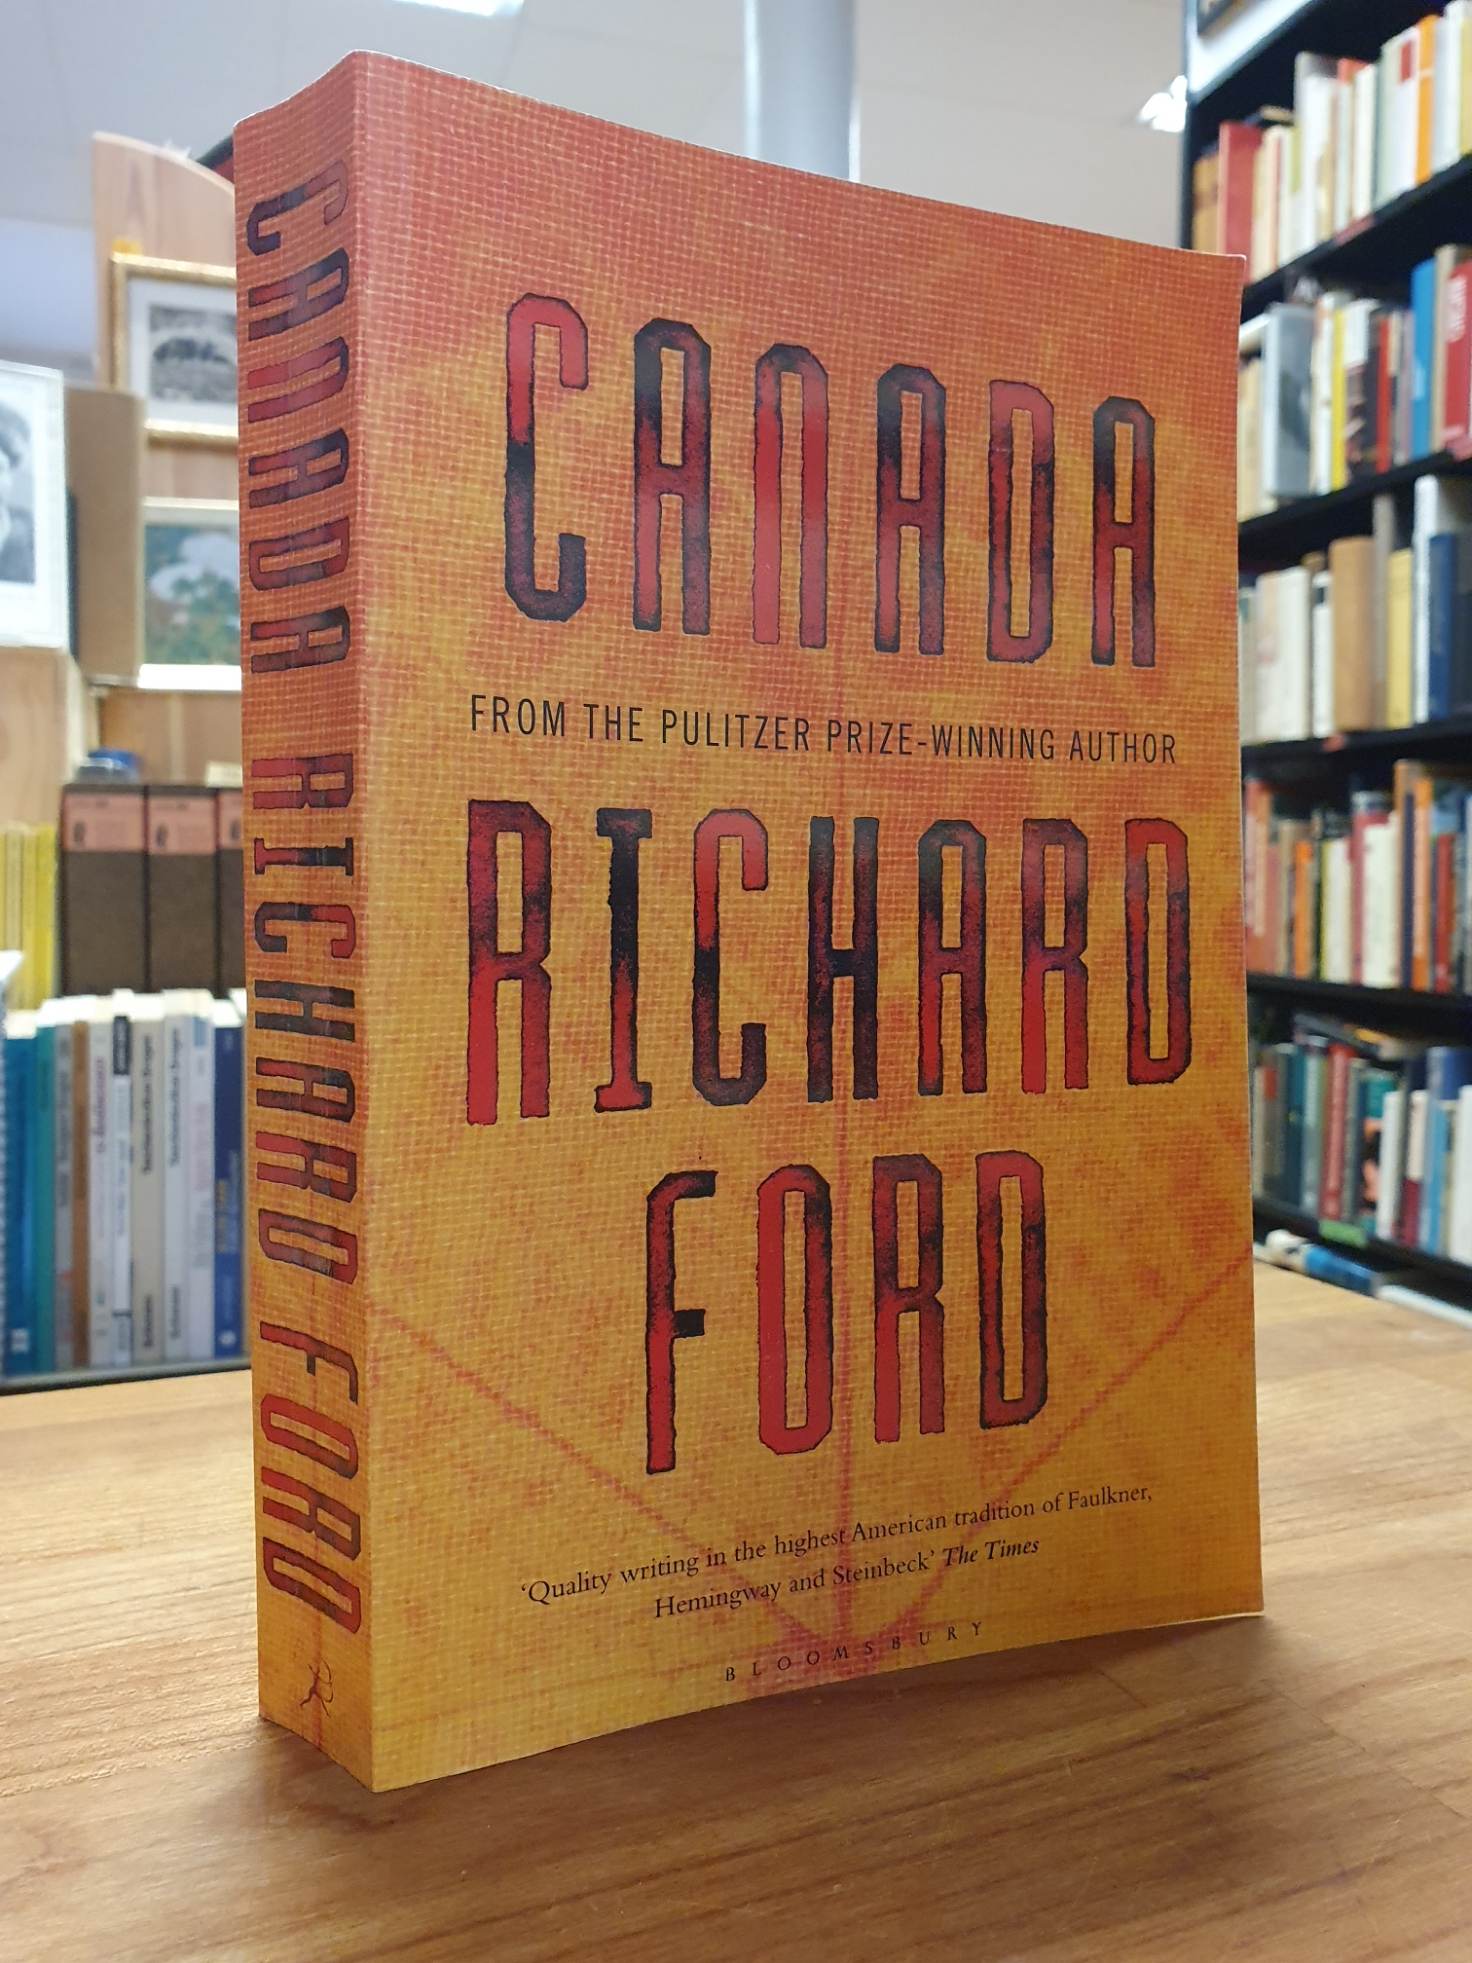 CANADA RICHARD FORD
CANADA
FROM THE PULITZER PRIZE-WINNING AUTHOR
RICHARD
FORD
‘Quality writing in the highest American tradition of Faulkner,
Hemingway and Steinbeck’ The Times
BLOOMSBURY